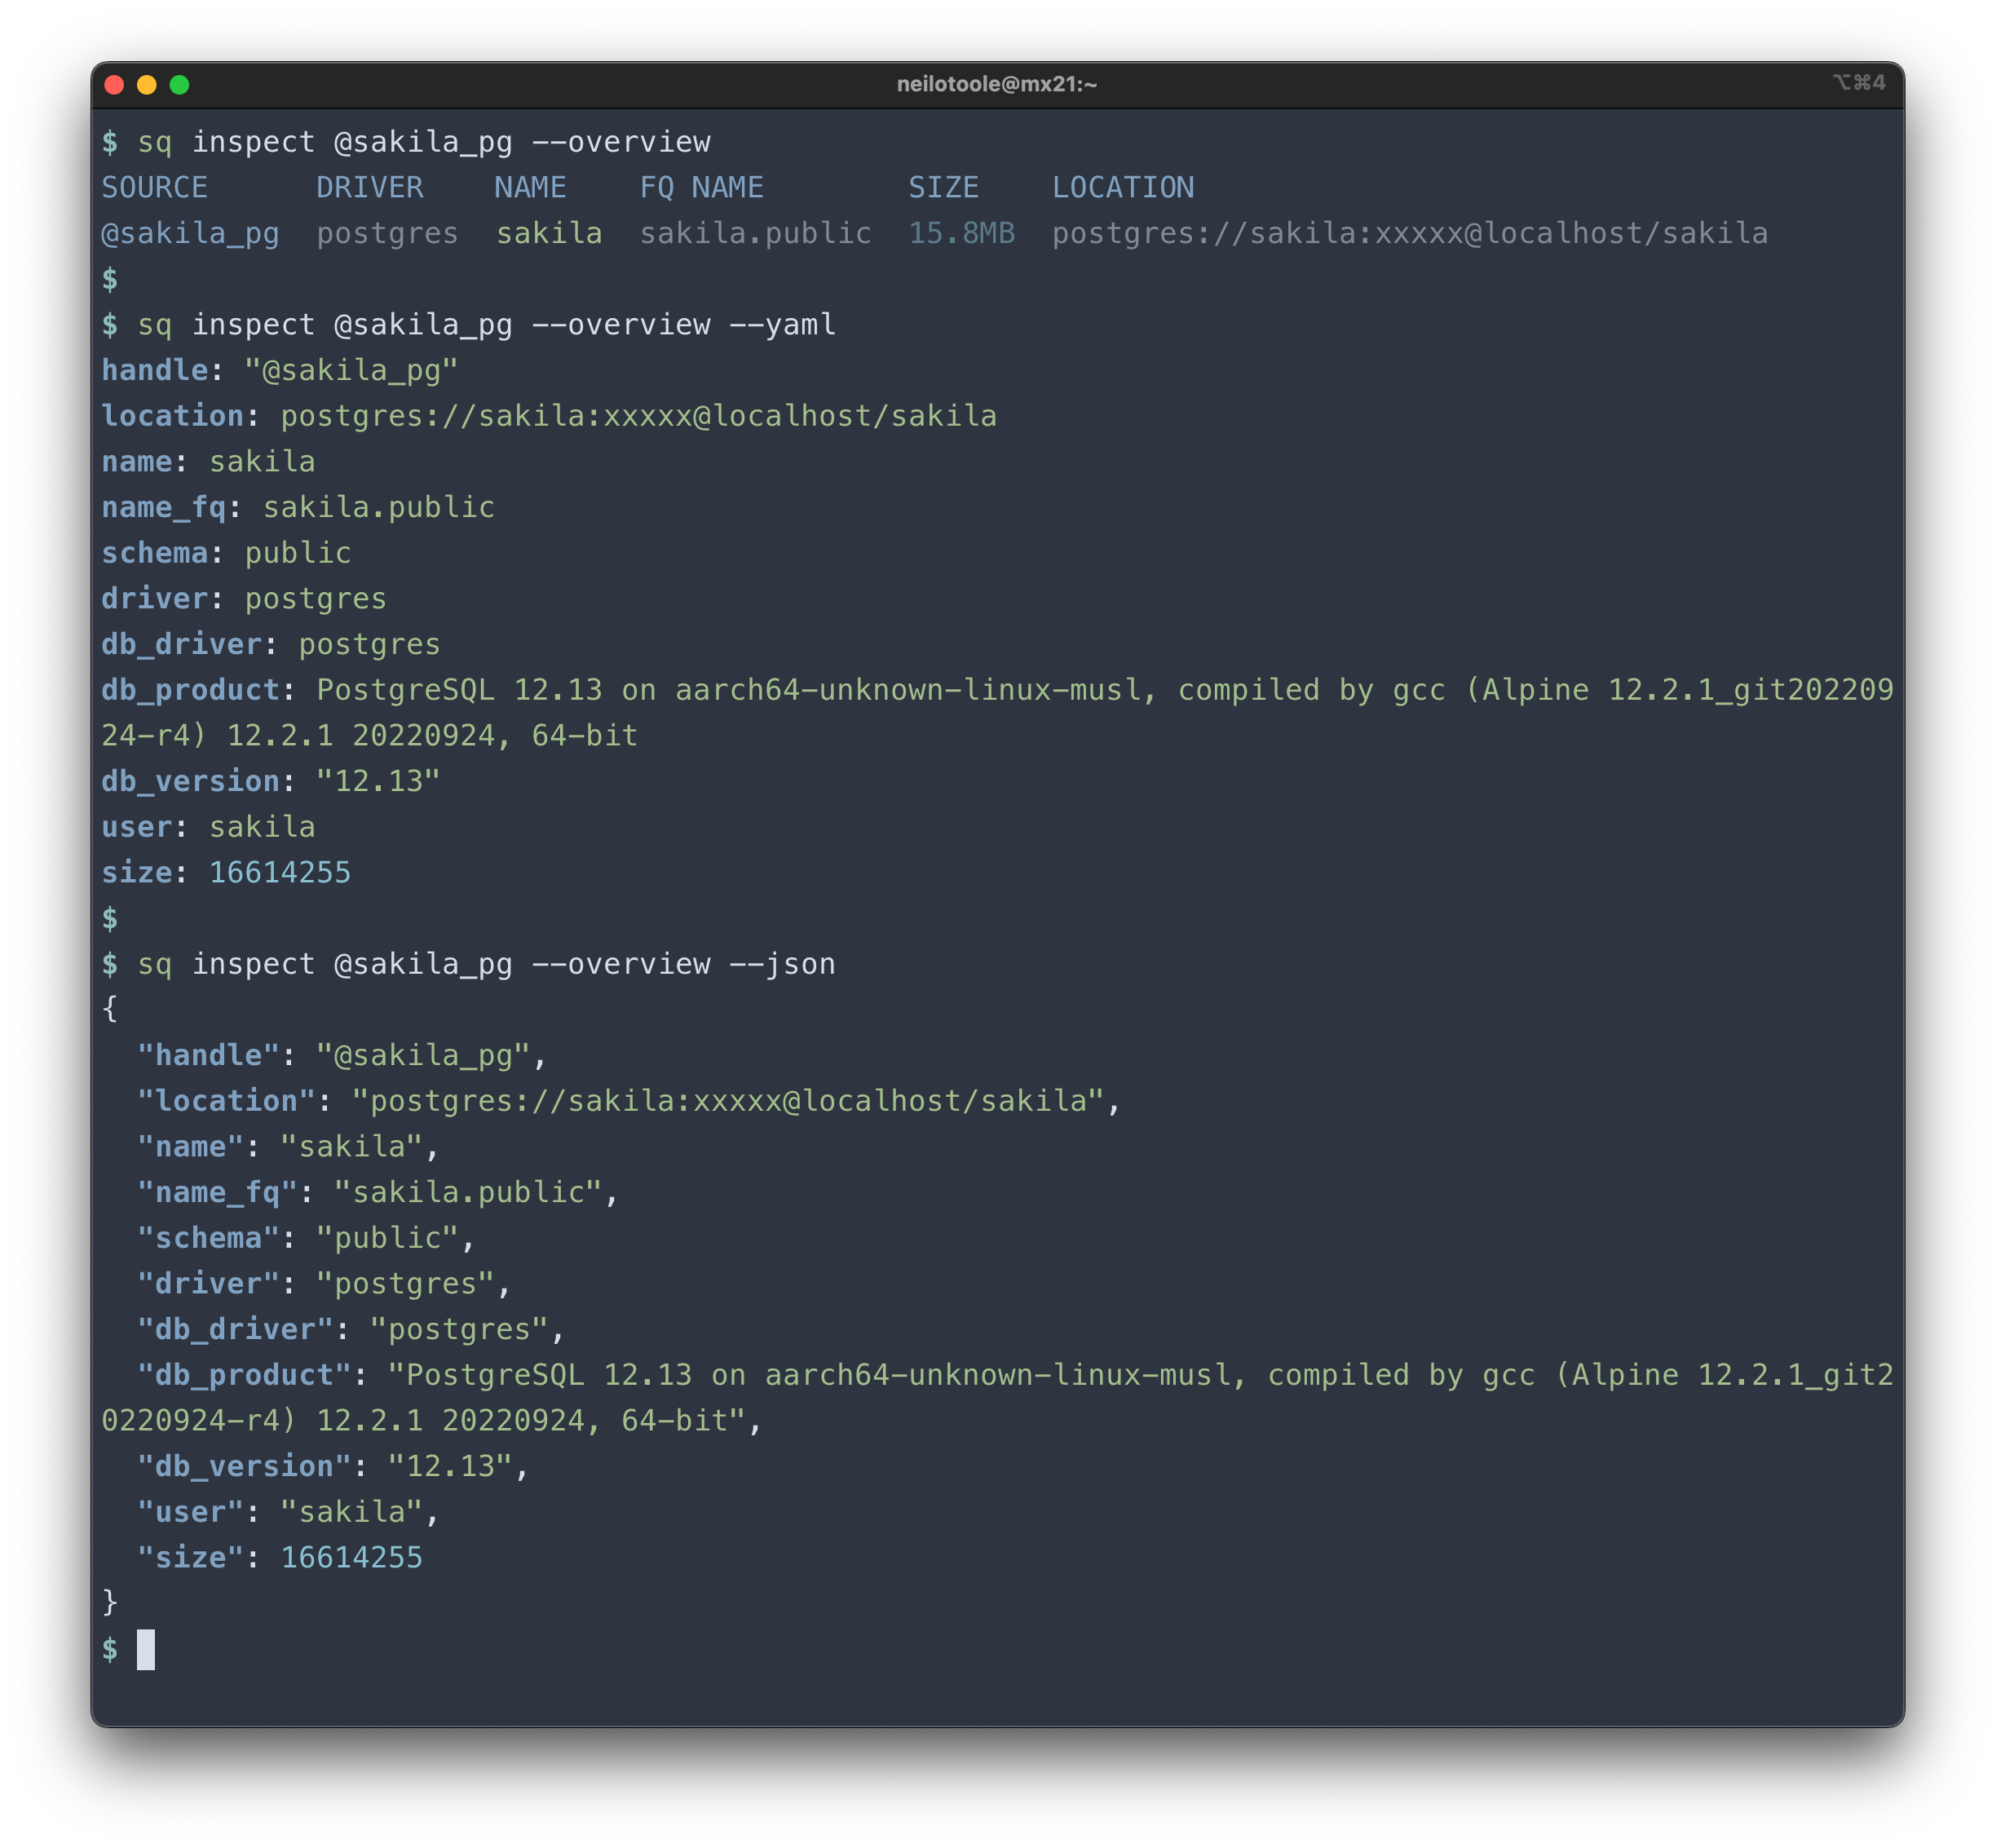 neilotoole@mx21:~
⌥⌘4
$ sq inspect @sakila_pg --overview
SOURCE      DRIVER    NAME    FQ NAME        SIZE    LOCATION
@sakila_pg  postgres  sakila  sakila.public  15.8MB  postgres://sakila:xxxxx@localhost/sakila
$
$ sq inspect @sakila_pg --overview --yaml
handle: "@sakila_pg"
location: postgres://sakila:xxxxx@localhost/sakila
name: sakila
name_fq: sakila.public
schema: public
driver: postgres
db_driver: postgres
db_product: PostgreSQL 12.13 on aarch64-unknown-linux-musl, compiled by gcc (Alpine 12.2.1_git202209
24-r4) 12.2.1 20220924, 64-bit
db_version: "12.13"
user: sakila
size: 16614255
$
$ sq inspect @sakila_pg --overview --json
{
  "handle": "@sakila_pg",
  "location": "postgres://sakila:xxxxx@localhost/sakila",
  "name": "sakila",
  "name_fq": "sakila.public",
  "schema": "public",
  "driver": "postgres",
  "db_driver": "postgres",
  "db_product": "PostgreSQL 12.13 on aarch64-unknown-linux-musl, compiled by gcc (Alpine 12.2.1_git2
0220924-r4) 12.2.1 20220924, 64-bit",
  "db_version": "12.13",
  "user": "sakila",
  "size": 16614255
}
$